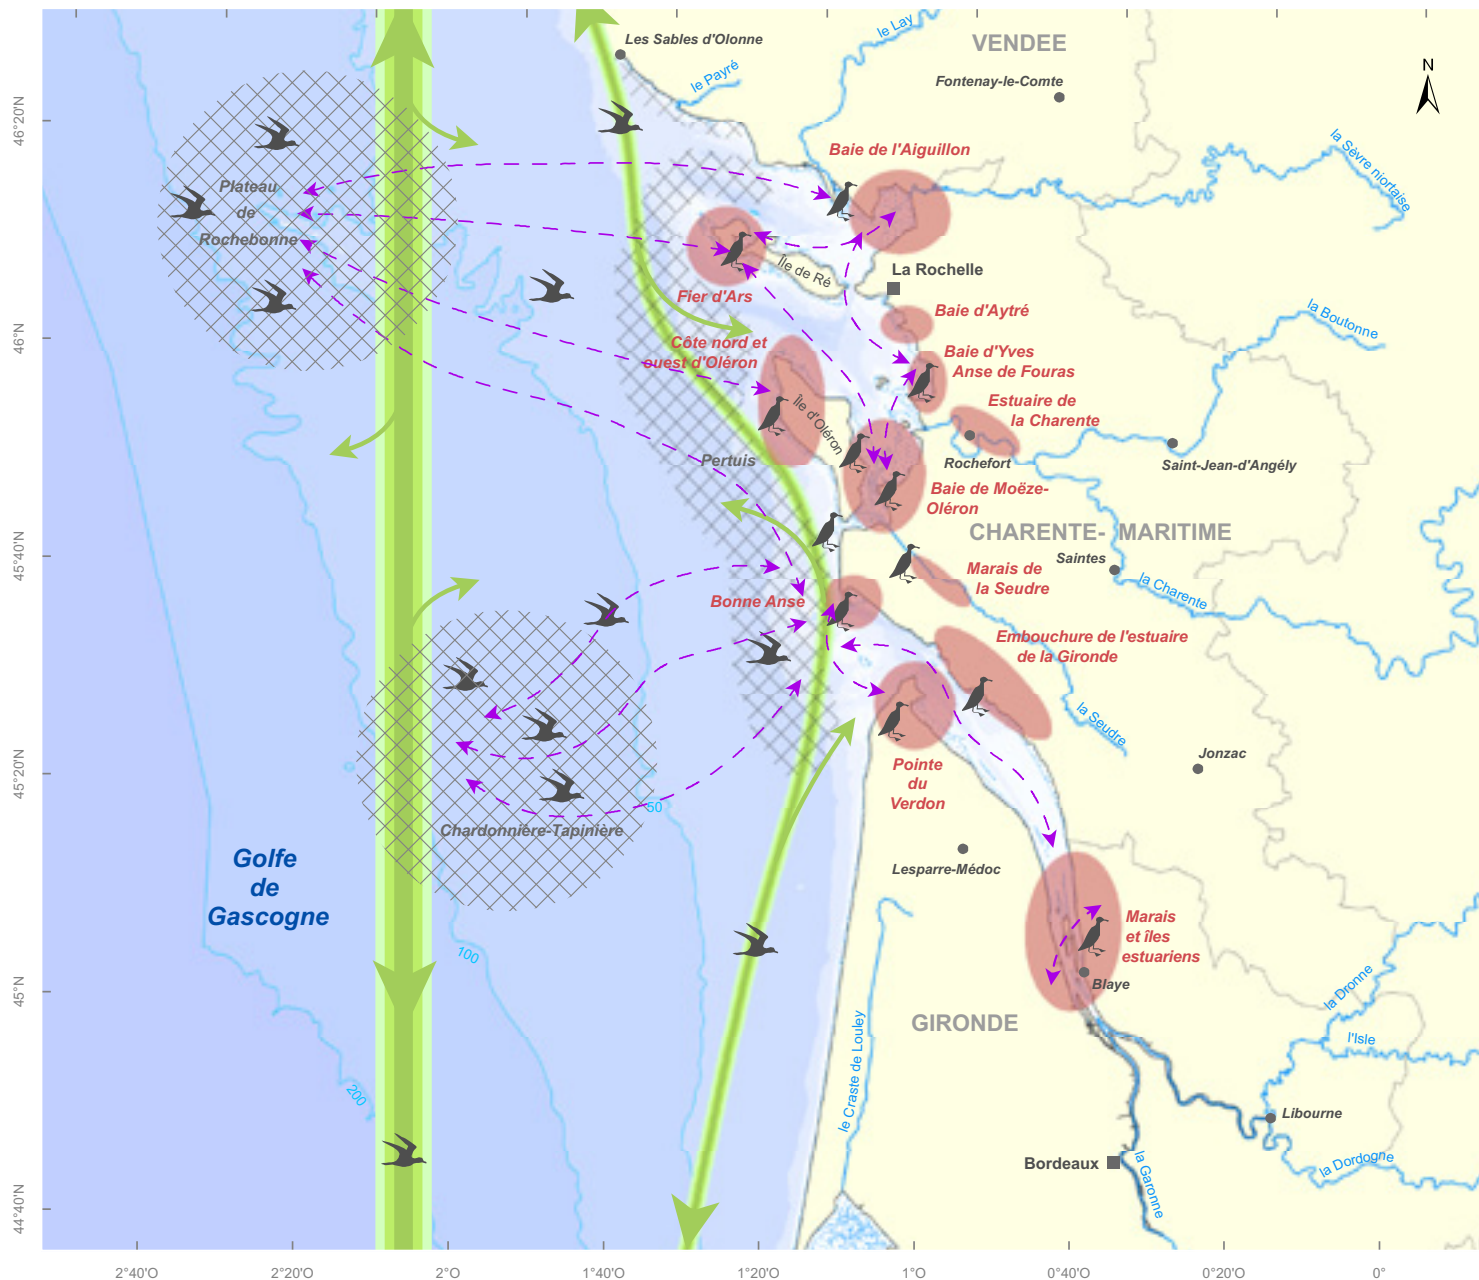 Les Sables d'Olonne
le Lay
VENDEE
N
le Payré
Fontenay-le-Comte
46°20'N
Baie de l'Aiguillon
la Sèvre niortaise
Plateau
de
Rochebonne
Île de Ré
La Rochelle
Fier d'Ars
Baie d'Aytré
la Boutonne
46°N
Côte nord et
ouest d'Oléron
Baie d'Yves
Anse de Fouras
Île d'Oléron
Estuaire de
la Charente
Pertuis
Rochefort
Saint-Jean-d'Angély
Baie de Moëze-
Oléron
CHARENTE- MARITIME
45°40'N
Saintes
Marais de
la Seudre
la Charente
Bonne Anse
Embouchure de l'estuaire
de la Gironde
la Seudre
Jonzac
45°20'N
Pointe
du
Verdon
50
Chardonnière-Tapinière
Golfe
de
Gascogne
Lesparre-Médoc
Marais
et îles
estuariens
100
45°N
Blaye
la Dronne
GIRONDE
l'Isle
200
le Craste de Louley
Libourne
Bordeaux
la Dordogne
la Garonne
44°40'N
2°40'O
2°20'O
2°O
1°40'O
1°20'O
1°O
0°40'O
0°20'O
0°